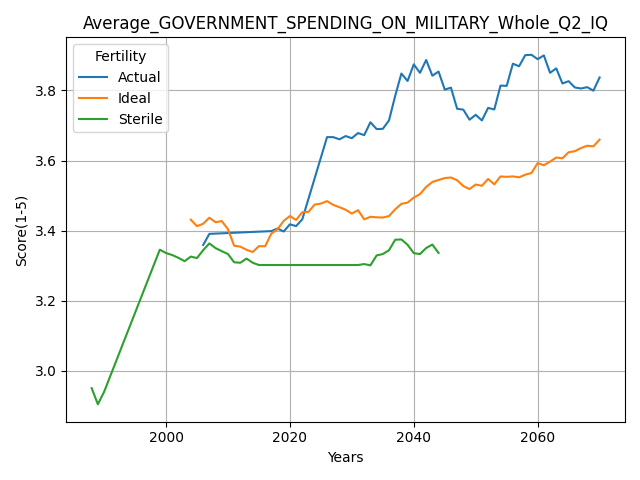 Average_GOVERNMENT_SPENDING_ON_MILITARY_Whole_Q2_IQ
Fertility
Actual
Ideal
Sterile
Score(1-5)
3.8
3.6
3.4
3.2
3.0
2000
2020
2040
2060
Years